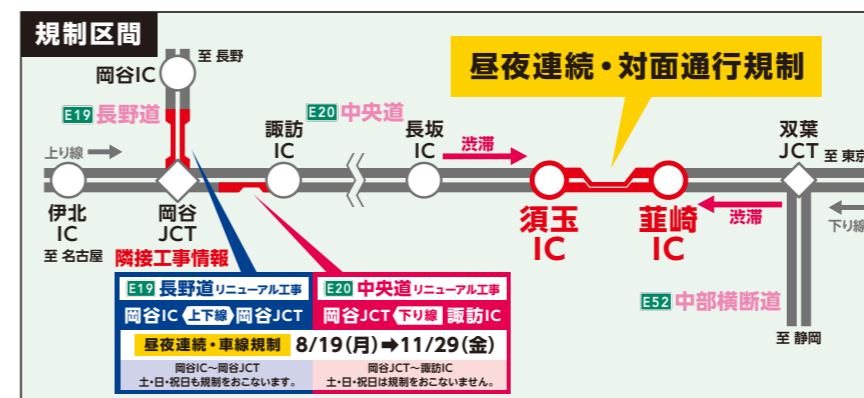 規制区間
至 長野
岡谷IC
E19 長野道
E20 中央道
昼夜連続・対面通行規制
上り線
諏訪
IC
長坂
IC
渋滞
双葉
JCT
至 東京
伊北
IC
至 名古屋
岡谷
JCT
須玉
IC
韮崎
IC
渋滞
下り線
隣接工事情報
E19 長野道リニューアル工事
岡谷IC 上下線 岡谷JCT
E20 中央道リニューアル工事
岡谷JCT 下り線 諏訪IC
昼夜連続・車線規制 8/19(月)➡11/29(金)
岡谷IC～岡谷JCT
土・日・祝日も規制をおこないます。
岡谷JCT～諏訪IC
土・日・祝日は規制をおこないません。
E52 中部横断道
至 静岡